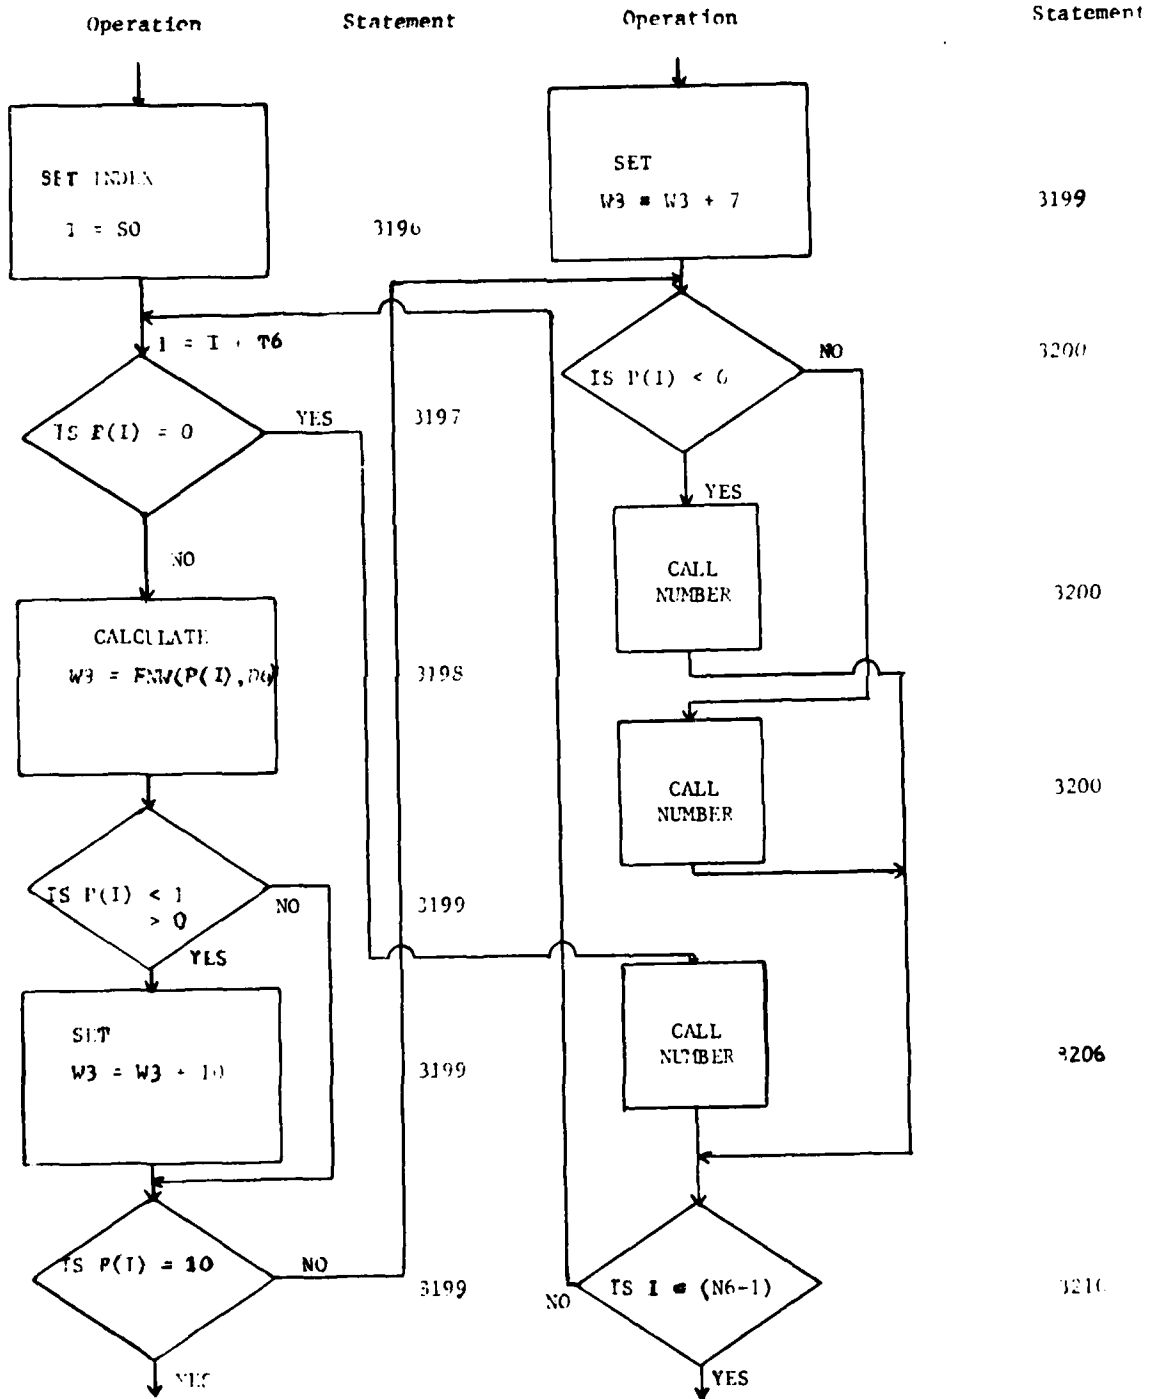 Operation Statement Operation Statement
SET INDEX
I = S0
3196
SET
W3 = W3 + 7
3199
I = I + T6
IS P(I) = 0
YES
3197
NO
IS P(I) < 0
NO
3200
YES
CALL
NUMBER
3200
CALCULATE
W3 = FNW(P(I),D6)
3198
CALL
NUMBER
3200
IS P(I) < 1
> 0
NO
3199
YES
SET
W3 = W3 + 10
3199
CALL
NUMBER
3206
IS P(I) = 10
NO
3199
YES
IS I = (N6-1)
NO
YES